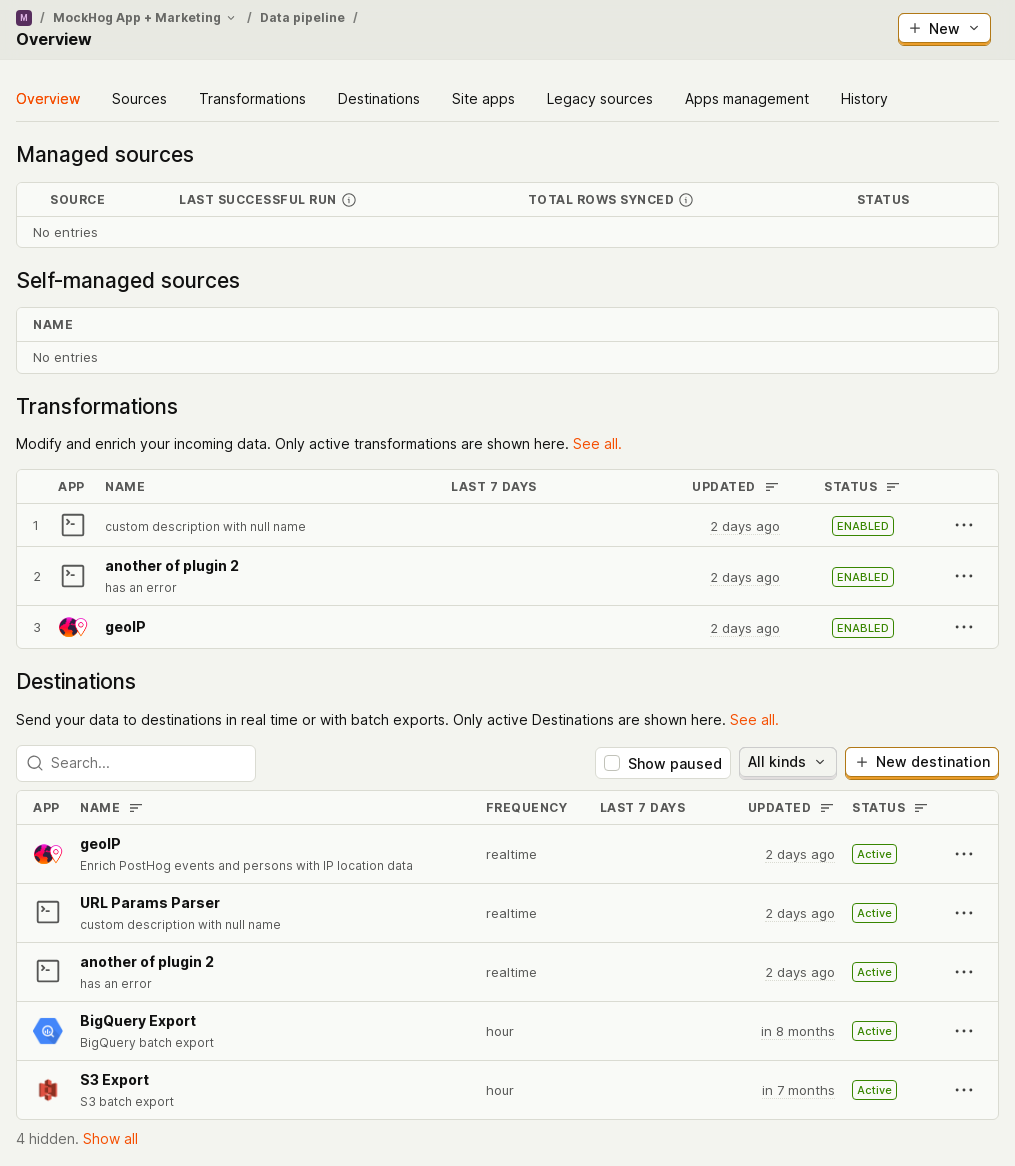 M / MockHog App + Marketing / Data pipeline /
Overview
New
Overview Sources Transformations Destinations Site apps Legacy sources Apps management History
Managed sources
SOURCE LAST SUCCESSFUL RUN TOTAL ROWS SYNCED STATUS
No entries
Self-managed sources
NAME
No entries
Transformations
Modify and enrich your incoming data. Only active transformations are shown here. See all.
APP NAME LAST 7 DAYS UPDATED STATUS
1 custom description with null name 2 days ago ENABLED
another of plugin 2
2 2 days ago ENABLED
has an error
3 geoIP 2 days ago ENABLED
Destinations
Send your data to destinations in real time or with batch exports. Only active Destinations are shown here. See all.
Search... Show paused All kinds New destination
APP NAME FREQUENCY LAST 7 DAYS UPDATED STATUS
geoIP
realtime 2 days ago Active
Enrich PostHog events and persons with IP location data
URL Params Parser
realtime 2 days ago Active
custom description with null name
another of plugin 2
realtime 2 days ago Active
has an error
BigQuery Export
hour in 8 months Active
BigQuery batch export
S3 Export
hour in 7 months Active
S3 batch export
4 hidden. Show all